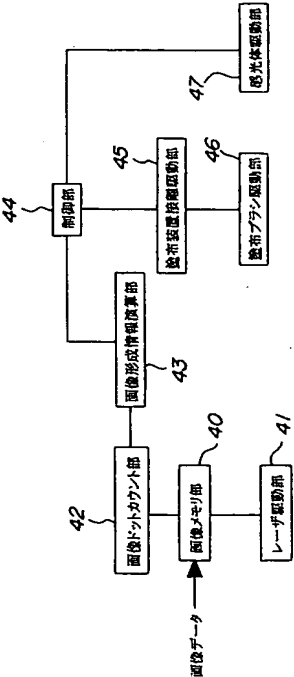 44
制御部
42
画像ドットカウント部
画像形成情報演算部
43
45
塗布装置接離駆動部
47
感光体駆動部
画像データ
画像メモリ部
40
46
塗布ブラシ駆動部
レーザ駆動部
41